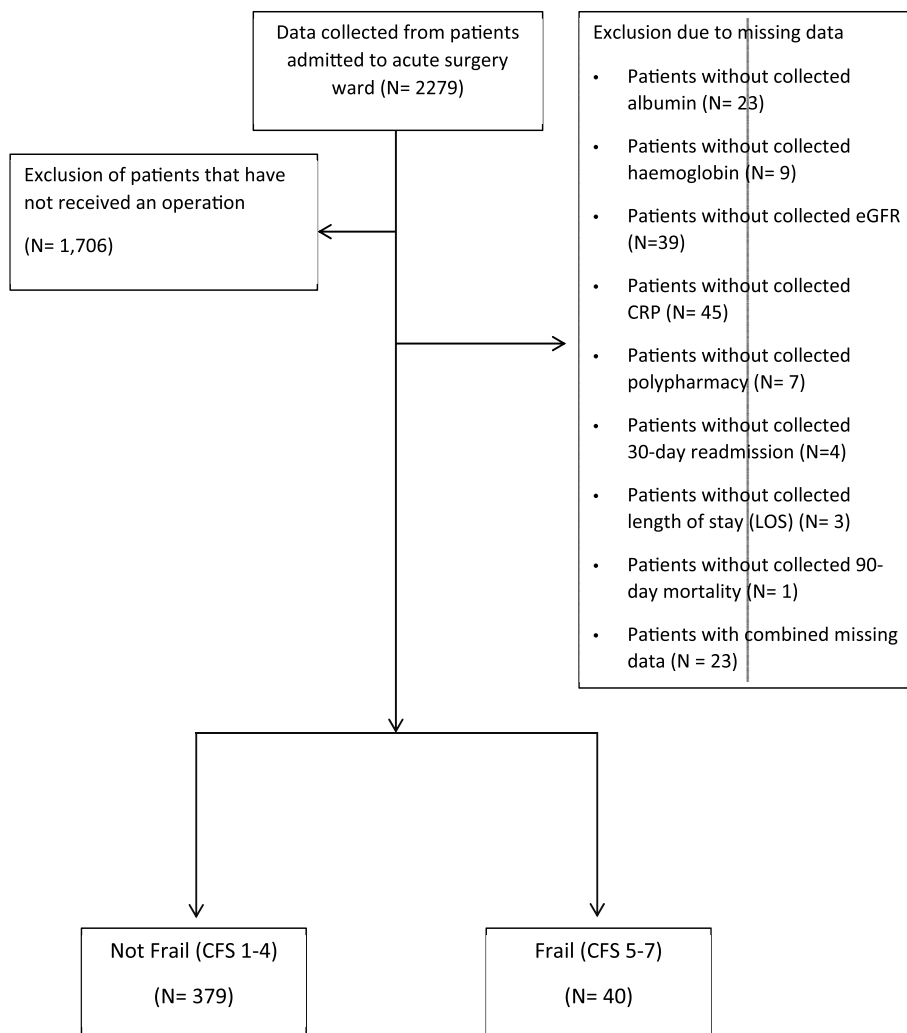 Data collected from patients
admitted to acute surgery
ward (N= 2279)
Exclusion of patients that have
not received an operation
(N= 1,706)
Exclusion due to missing data
• Patients without collected
albumin (N= 23)
• Patients without collected
haemoglobin (N= 9)
• Patients without collected eGFR
(N=39)
• Patients without collected
CRP (N= 45)
• Patients without collected
polypharmacy (N= 7)
• Patients without collected
30-day readmission (N=4)
• Patients without collected
length of stay (LOS) (N= 3)
• Patients without collected 90-
day mortality (N= 1)
• Patients with combined missing
data (N = 23)
Not Frail (CFS 1-4)
(N= 379)
Frail (CFS 5-7)
(N= 40)